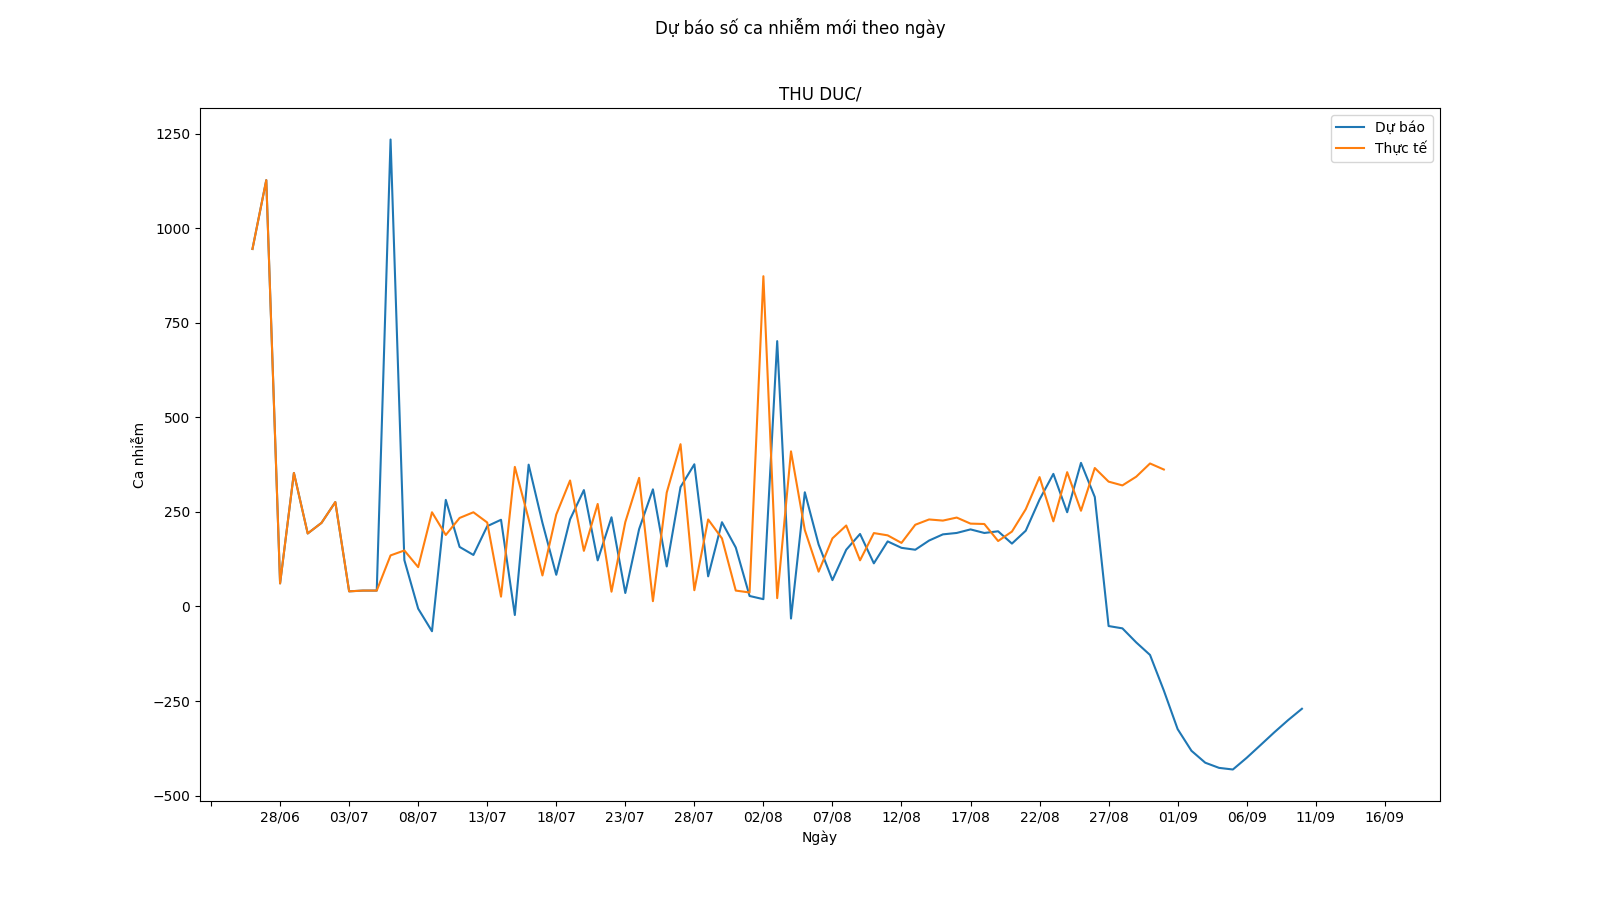 Dự báo số ca nhiễm mới theo ngày
THU DUC/
Dự báo
Thực tế
1250
1000
750
500
250
0
−250
−500
Ca nhiễm
28/06 03/07 08/07 13/07 18/07 23/07 28/07 02/08 07/08 12/08 17/08 22/08 27/08 01/09 06/09 11/09 16/09
Ngày